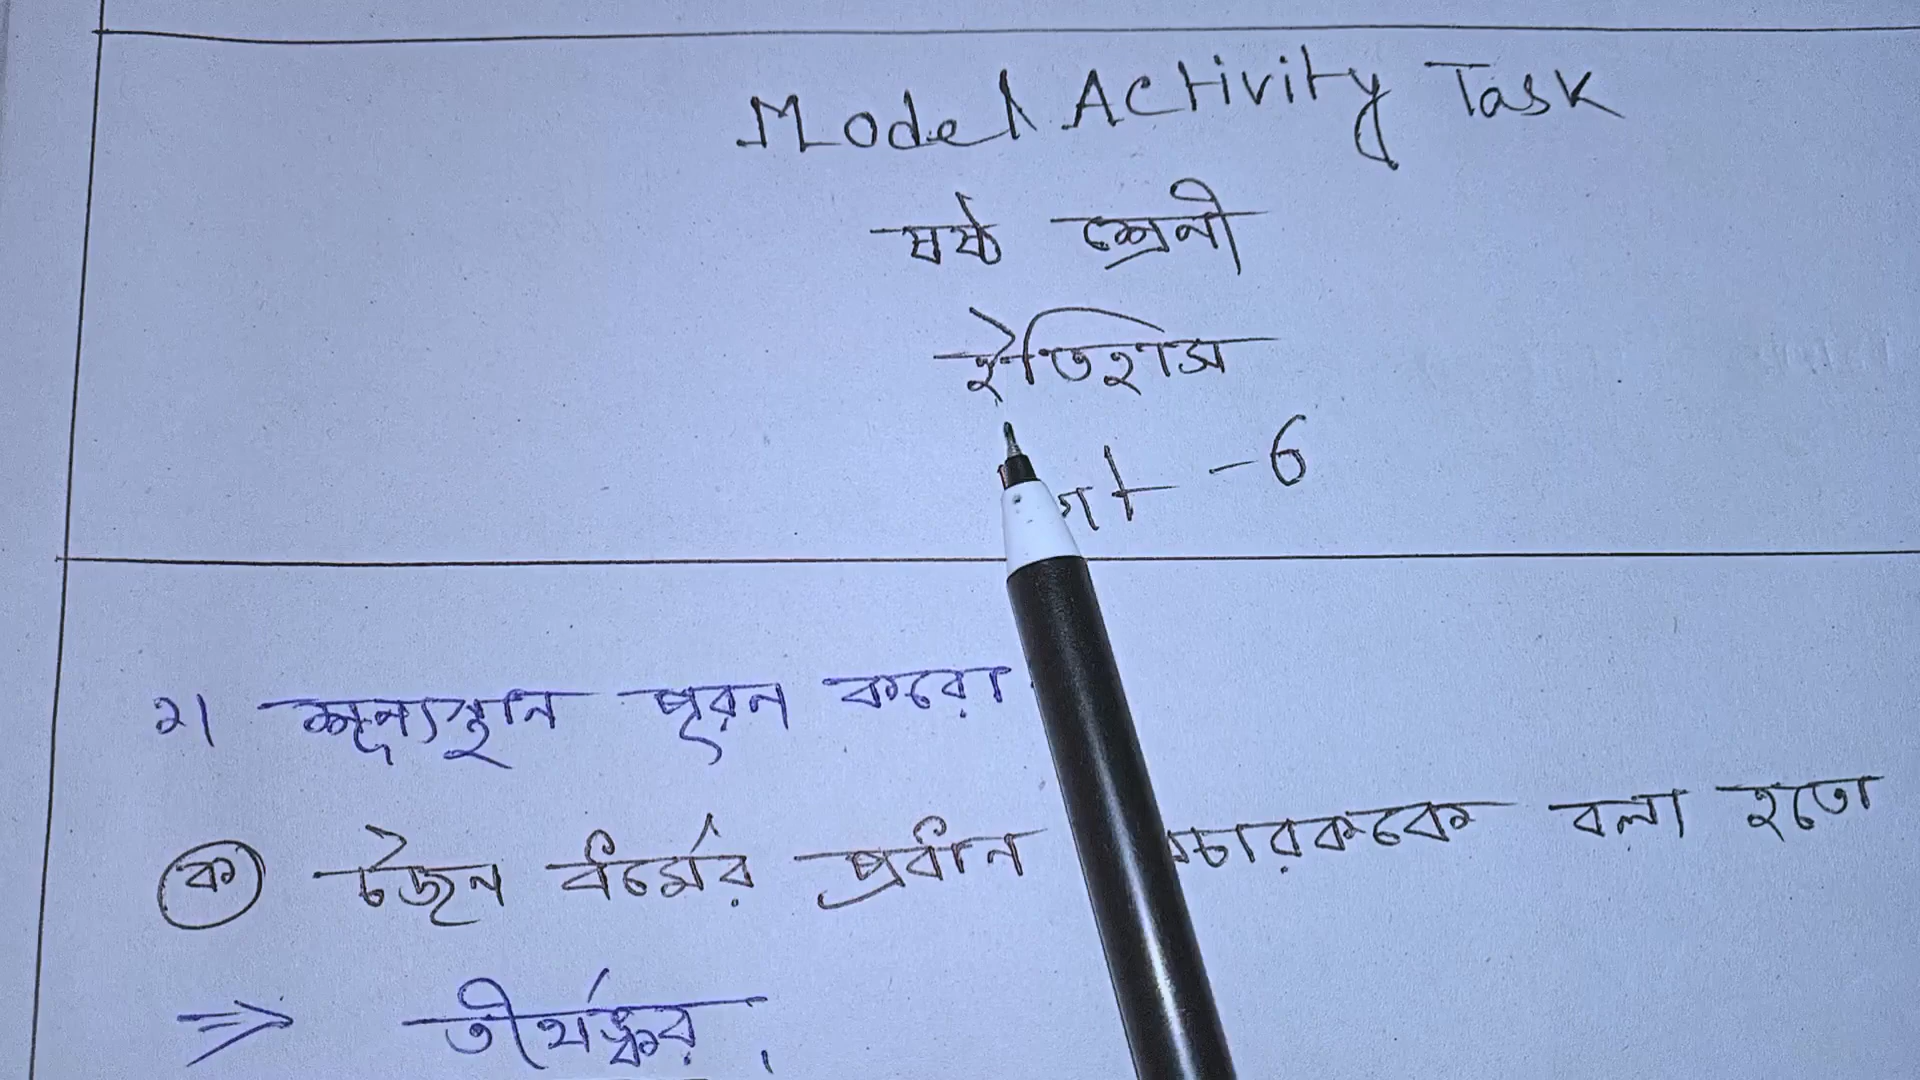 Model Activity Task
ষষ্ঠ শ্রেনী
ইতিহাস
-6
১। শূন্যস্থান পূরন করো
ক জৈন ধর্মের প্রধান বলা হতো
⇒ তীর্থঙ্কর।